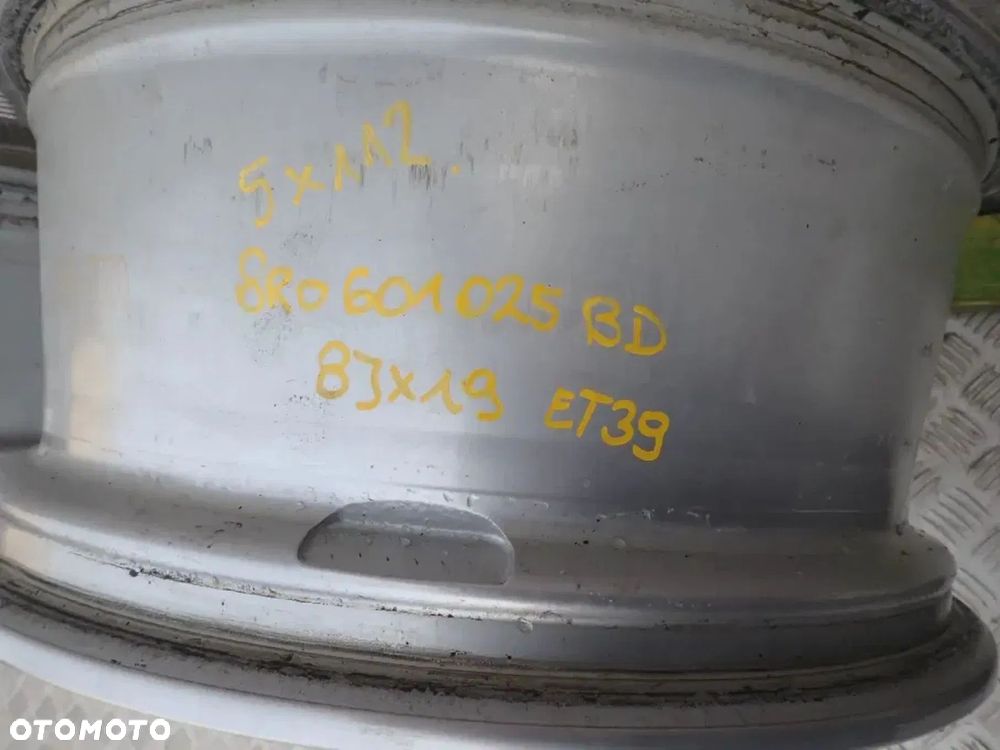 5x112.
8R0601025BD
8Jx19 ET39
OTOMOTO